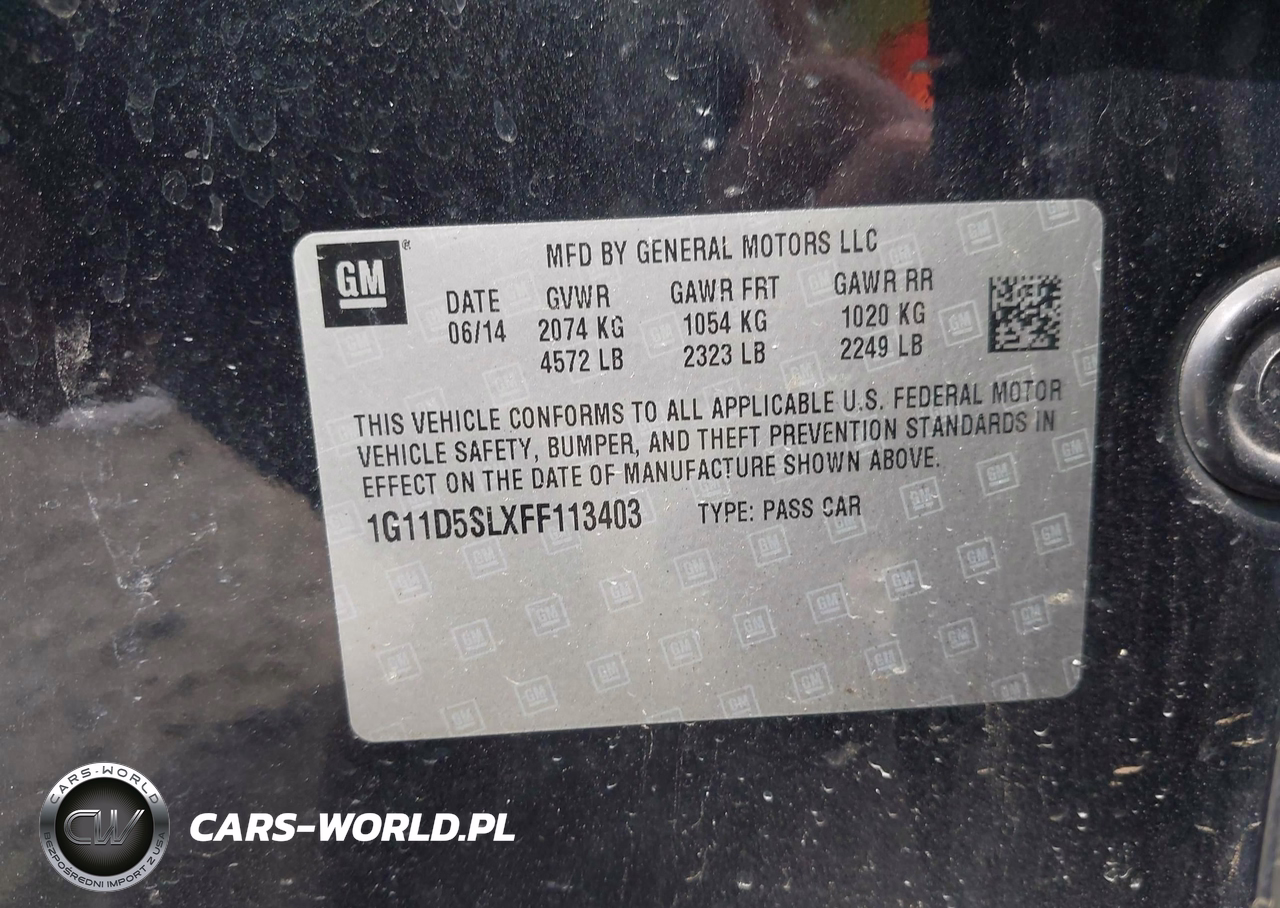 GM ®
MFD BY GENERAL MOTORS LLC
DATE GVWR GAWR FRT GAWR RR
06/14 2074 KG 1054 KG 1020 KG
4572 LB 2323 LB 2249 LB
THIS VEHICLE CONFORMS TO ALL APPLICABLE U.S. FEDERAL MOTOR
VEHICLE SAFETY, BUMPER, AND THEFT PREVENTION STANDARDS IN
EFFECT ON THE DATE OF MANUFACTURE SHOWN ABOVE.
1G11D5SLXFF113403 TYPE: PASS CAR
CARS-WORLD
CW
BEZPOŚREDNI IMPORT Z USA
CARS-WORLD.PL